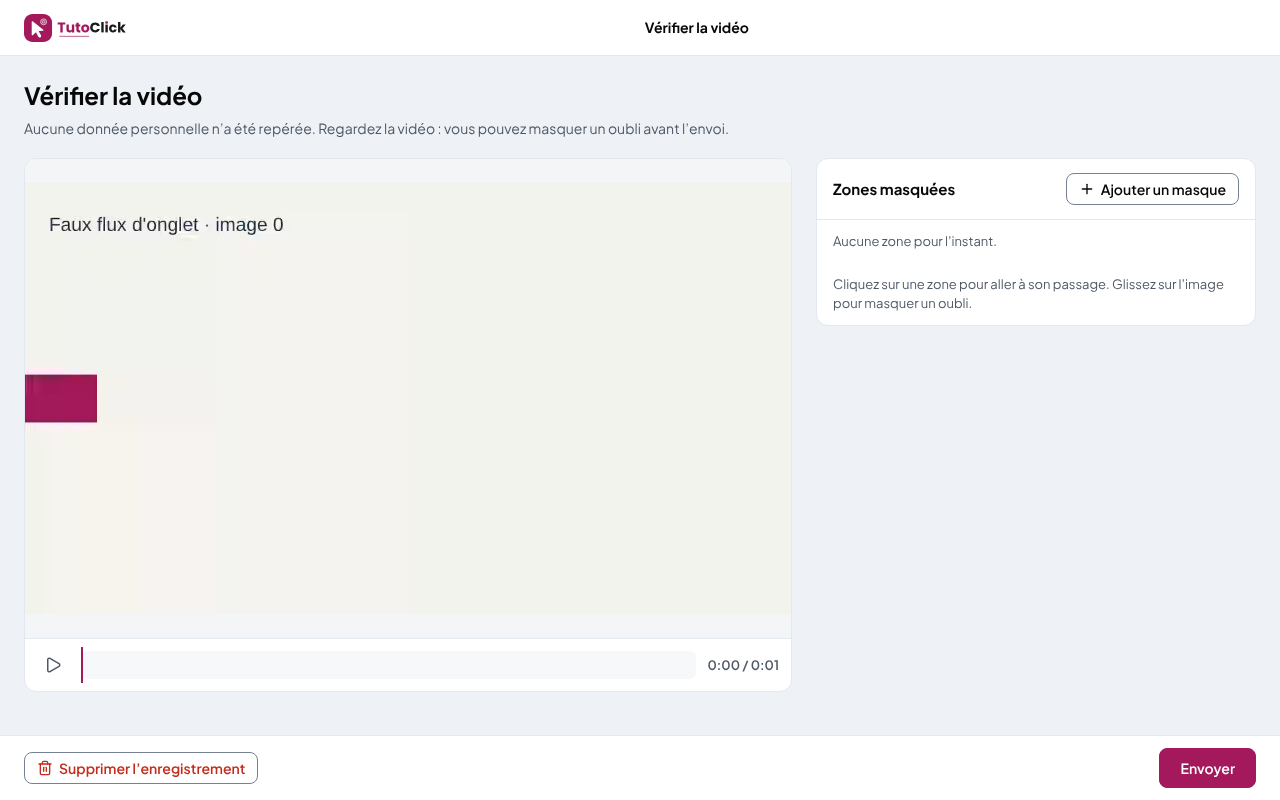 TutoClick
Vérifier la vidéo
Vérifier la vidéo
Aucune donnée personnelle n’a été repérée. Regardez la vidéo : vous pouvez masquer un oubli avant l’envoi.
Faux flux d'onglet · image 0
0:00 / 0:01
Zones masquées
Ajouter un masque
Aucune zone pour l’instant.
Cliquez sur une zone pour aller à son passage. Glissez sur l’image
pour masquer un oubli.
Supprimer l’enregistrement
Envoyer